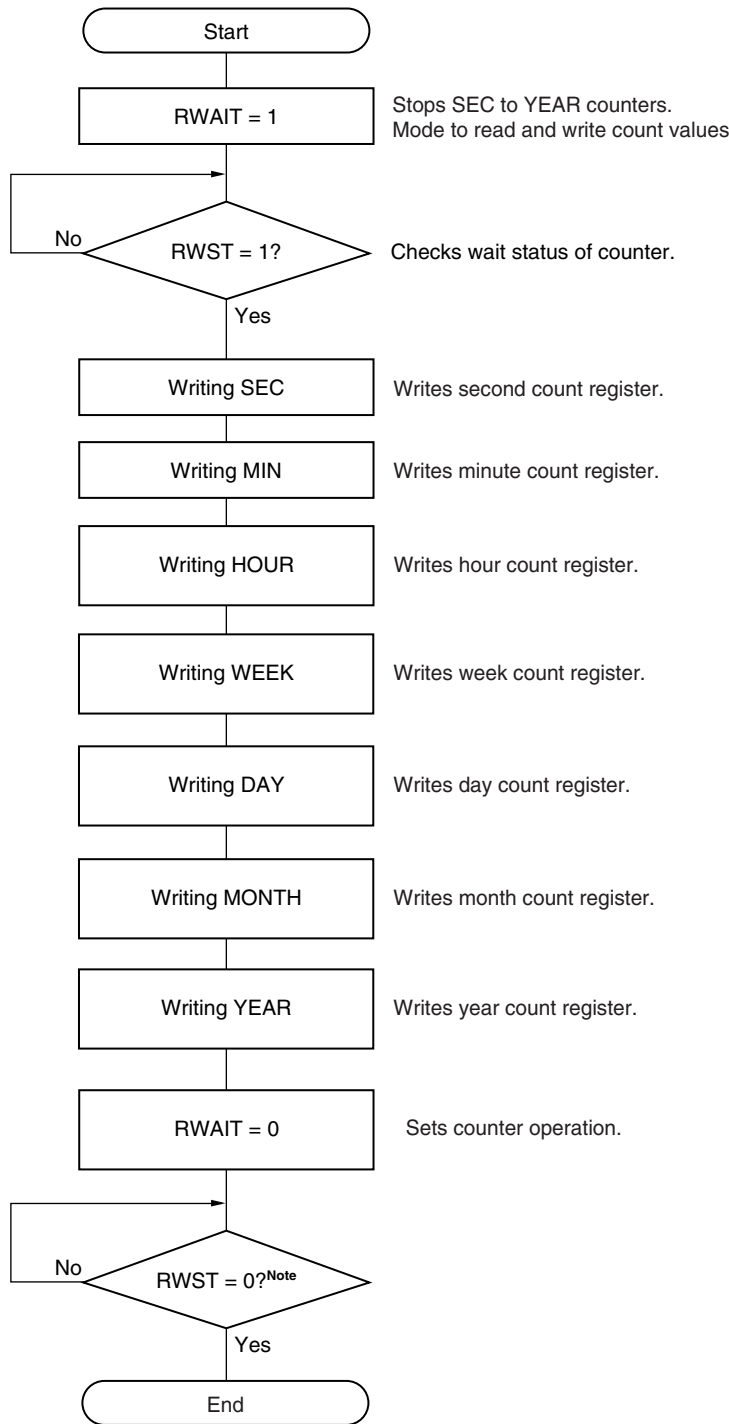 Start
RWAIT = 1
Stops SEC to YEAR counters.
Mode to read and write count values
No
RWST = 1?
Checks wait status of counter.
Yes
Writing SEC
Writes second count register.
Writing MIN
Writes minute count register.
Writing HOUR
Writes hour count register.
Writing WEEK
Writes week count register.
Writing DAY
Writes day count register.
Writing MONTH
Writes month count register.
Writing YEAR
Writes year count register.
RWAIT = 0
Sets counter operation.
No
RWST = 0?Note
Yes
End